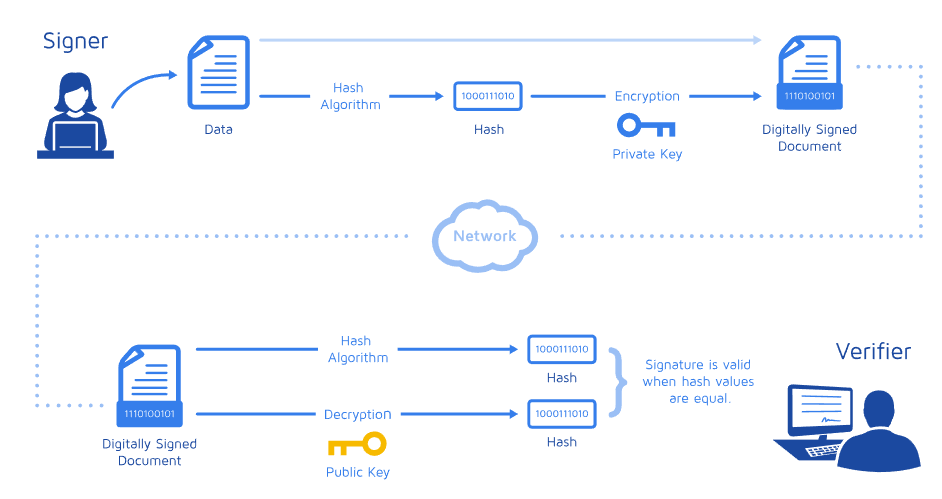 Signer
Hash
Algorithm
1000111010
Encryption
1110100101
Data
Hash
Private Key
Digitally Signed
Document
Network
Hash
Algorithm
1000111010
Hash
Signature is valid
when hash values
are equal.
Verifier
1110100101
Decryption
1000111010
Digitally Signed
Document
Hash
Public Key